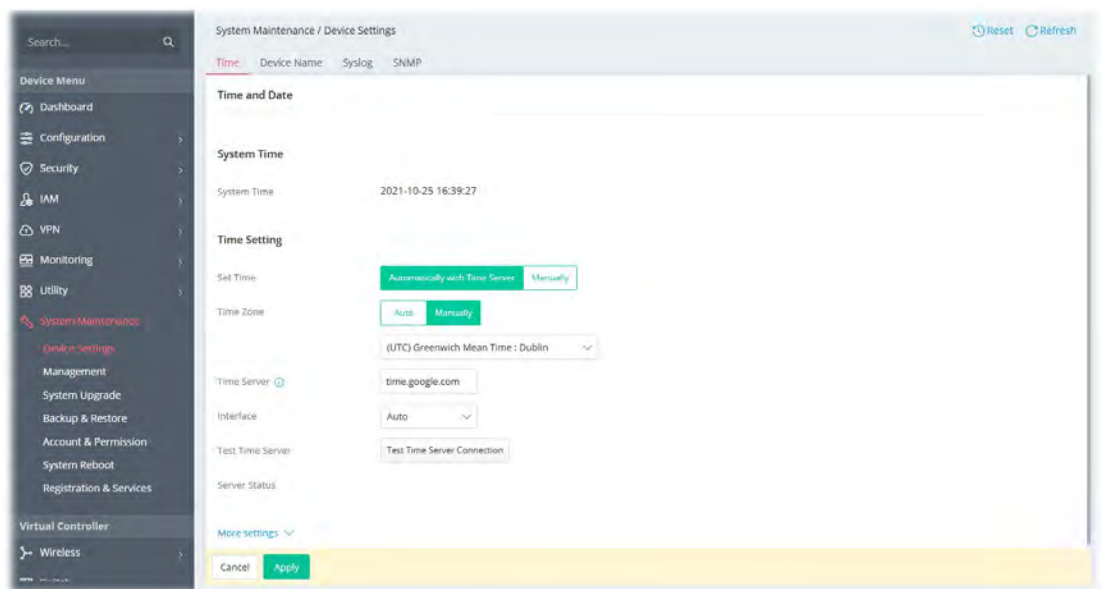 Search...
Device Menu
Dashboard
Configuration
Security
IAM
VPN
Monitoring
Utility
System Maintenance
Device Settings
Management
System Upgrade
Backup & Restore
Account & Permission
System Reboot
Registration & Services
Virtual Controller
Wireless
System Maintenance / Device Settings
Reset Refresh
Time Device Name Syslog SNMP
Time and Date
System Time
System Time 2021-10-25 16:39:27
Time Setting
Set Time Automatically with Time Server Manually
Time Zone Auto Manually
(UTC) Greenwich Mean Time : Dublin
Time Server time.google.com
Interface Auto
Test Time Server Test Time Server Connection
Server Status
More settings
Cancel Apply